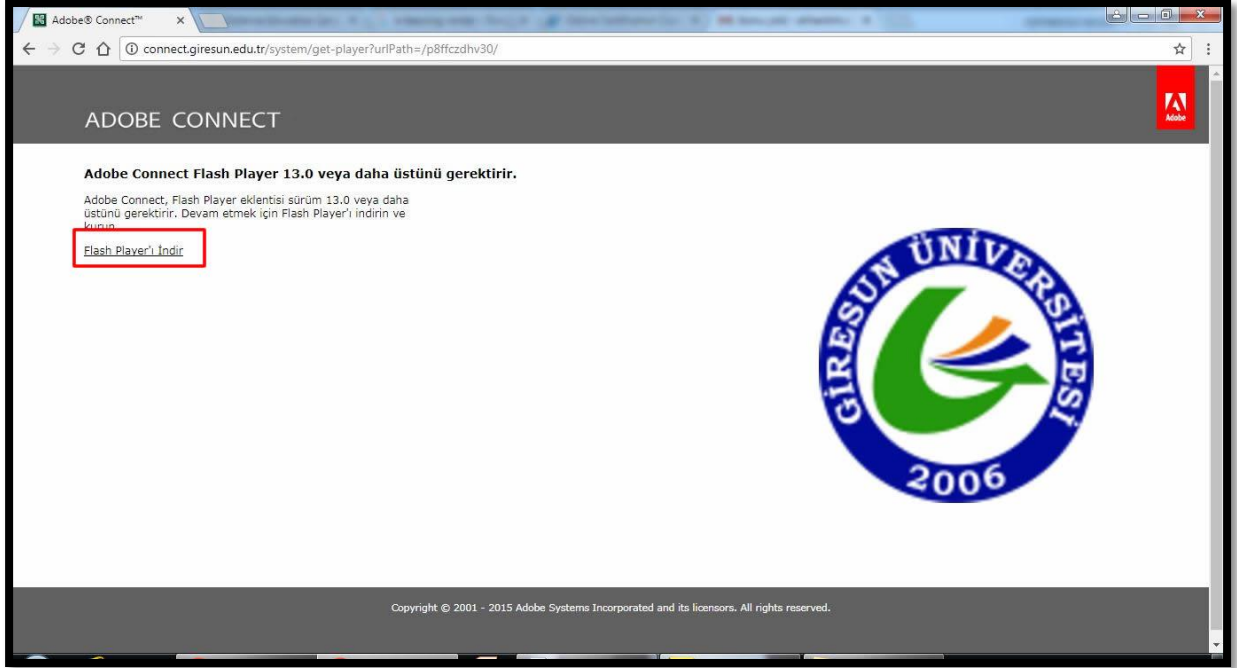 Adobe® Connect™
connect.giresun.edu.tr/system/get-player?urlPath=/p8ffczdhv30/
ADOBE CONNECT
Adobe
Adobe Connect Flash Player 13.0 veya daha üstünü gerektirir.
Adobe Connect, Flash Player eklentisi sürüm 13.0 veya daha
üstünü gerektirir. Devam etmek için Flash Player'ı indirin ve
kurun.
Flash Player'ı İndir
GİRESUN ÜNİVERSİTESİ
2006
Copyright © 2001 - 2015 Adobe Systems Incorporated and its licensors. All rights reserved.